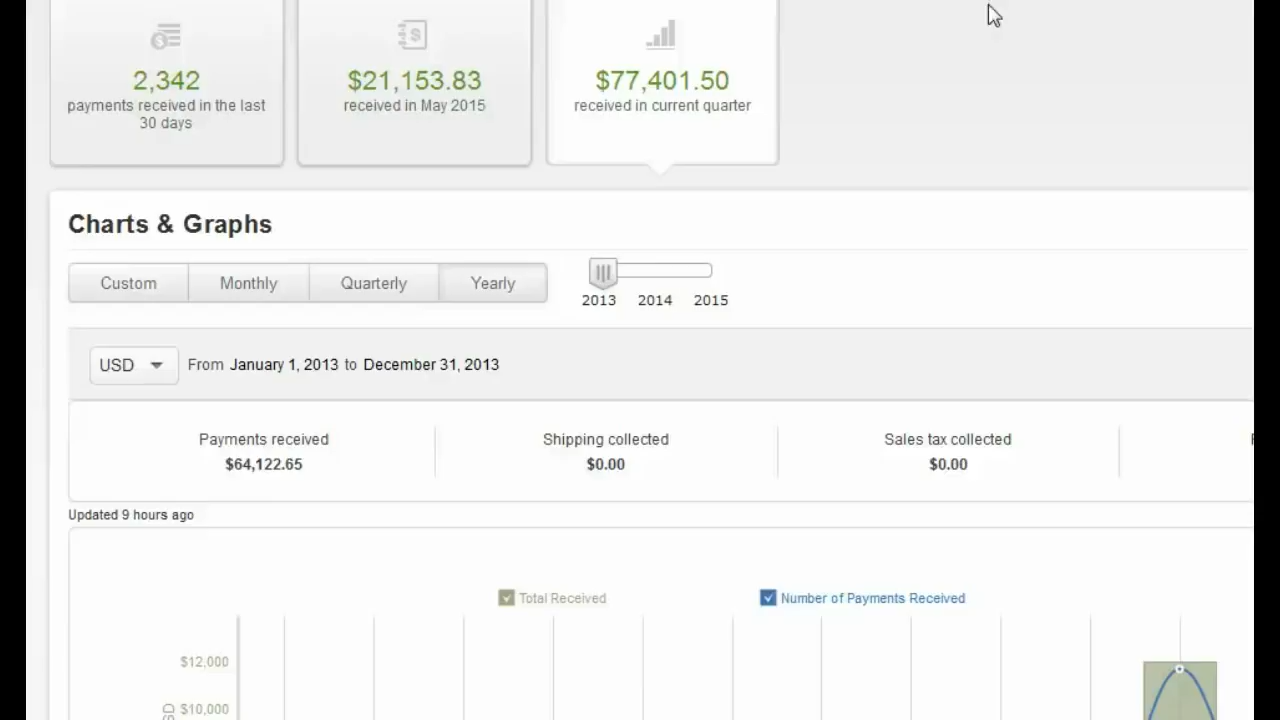 2,342
payments received in the last
30 days
$21,153.83
received in May 2015
$77,401.50
received in current quarter
Charts & Graphs
Custom
Monthly
Quarterly
Yearly
2013
2014
2015
USD
From January 1, 2013 to December 31, 2013
Payments received
$64,122.65
Shipping collected
$0.00
Sales tax collected
$0.00
Updated 9 hours ago
Total Received
Number of Payments Received
$12,000
$10,000